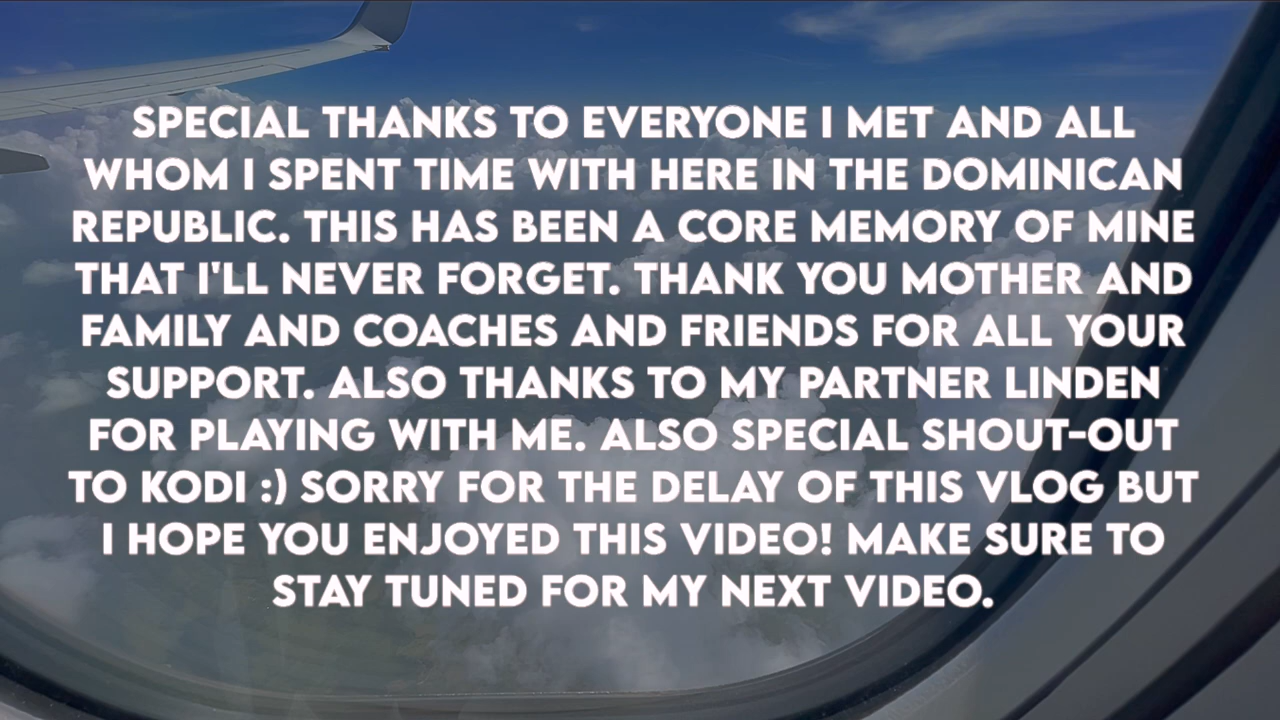 SPECIAL THANKS TO EVERYONE I MET AND ALL
WHOM I SPENT TIME WITH HERE IN THE DOMINICAN
REPUBLIC. THIS HAS BEEN A CORE MEMORY OF MINE
THAT I'LL NEVER FORGET. THANK YOU MOTHER AND
FAMILY AND COACHES AND FRIENDS FOR ALL YOUR
SUPPORT. ALSO THANKS TO MY PARTNER LINDEN
FOR PLAYING WITH ME. ALSO SPECIAL SHOUT-OUT
TO KODI :) SORRY FOR THE DELAY OF THIS VLOG BUT
I HOPE YOU ENJOYED THIS VIDEO! MAKE SURE TO
STAY TUNED FOR MY NEXT VIDEO.